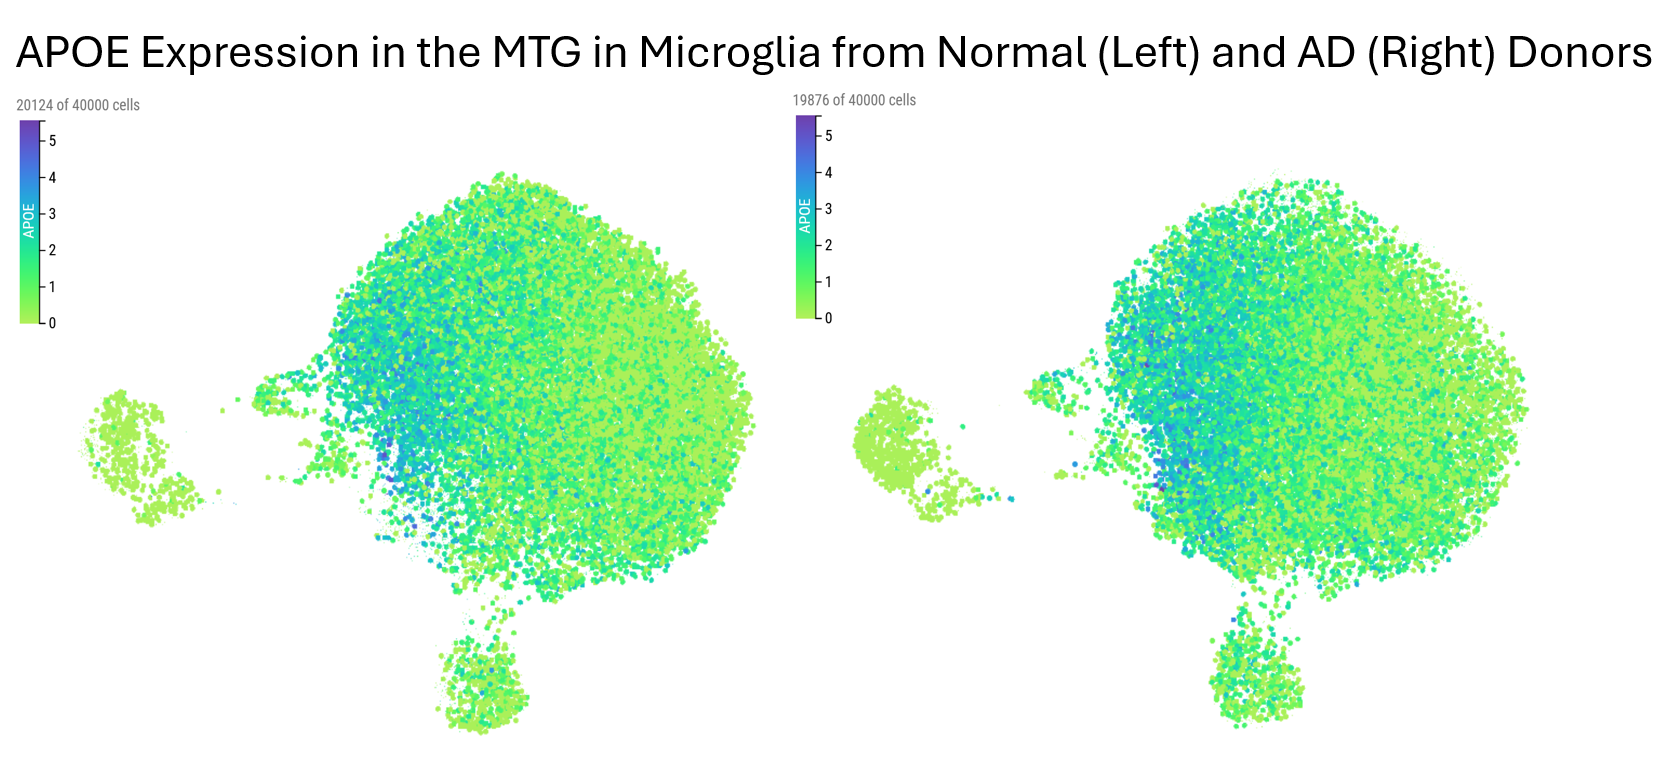 APOE Expression in the MTG in Microglia from Normal (Left) and AD (Right) Donors
20124 of 40000 cells
5
4
3
2
1
0
APOE
19876 of 40000 cells
5
4
3
2
1
0
APOE